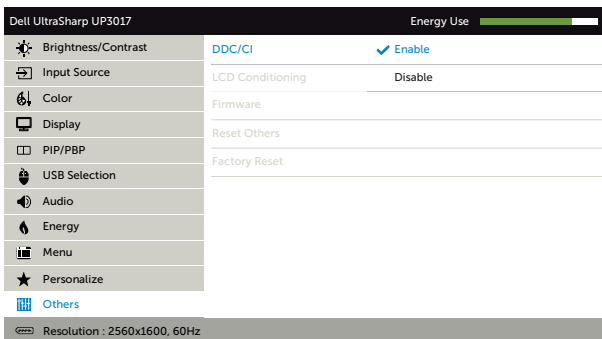 Dell UltraSharp UP3017 Energy Use
Brightness/Contrast DDC/CI Enable
Input Source LCD Conditioning Disable
Color Firmware
Display Reset Others
PIP/PBP Factory Reset
USB Selection
Audio
Energy
Menu
Personalize
Others
Resolution : 2560x1600, 60Hz